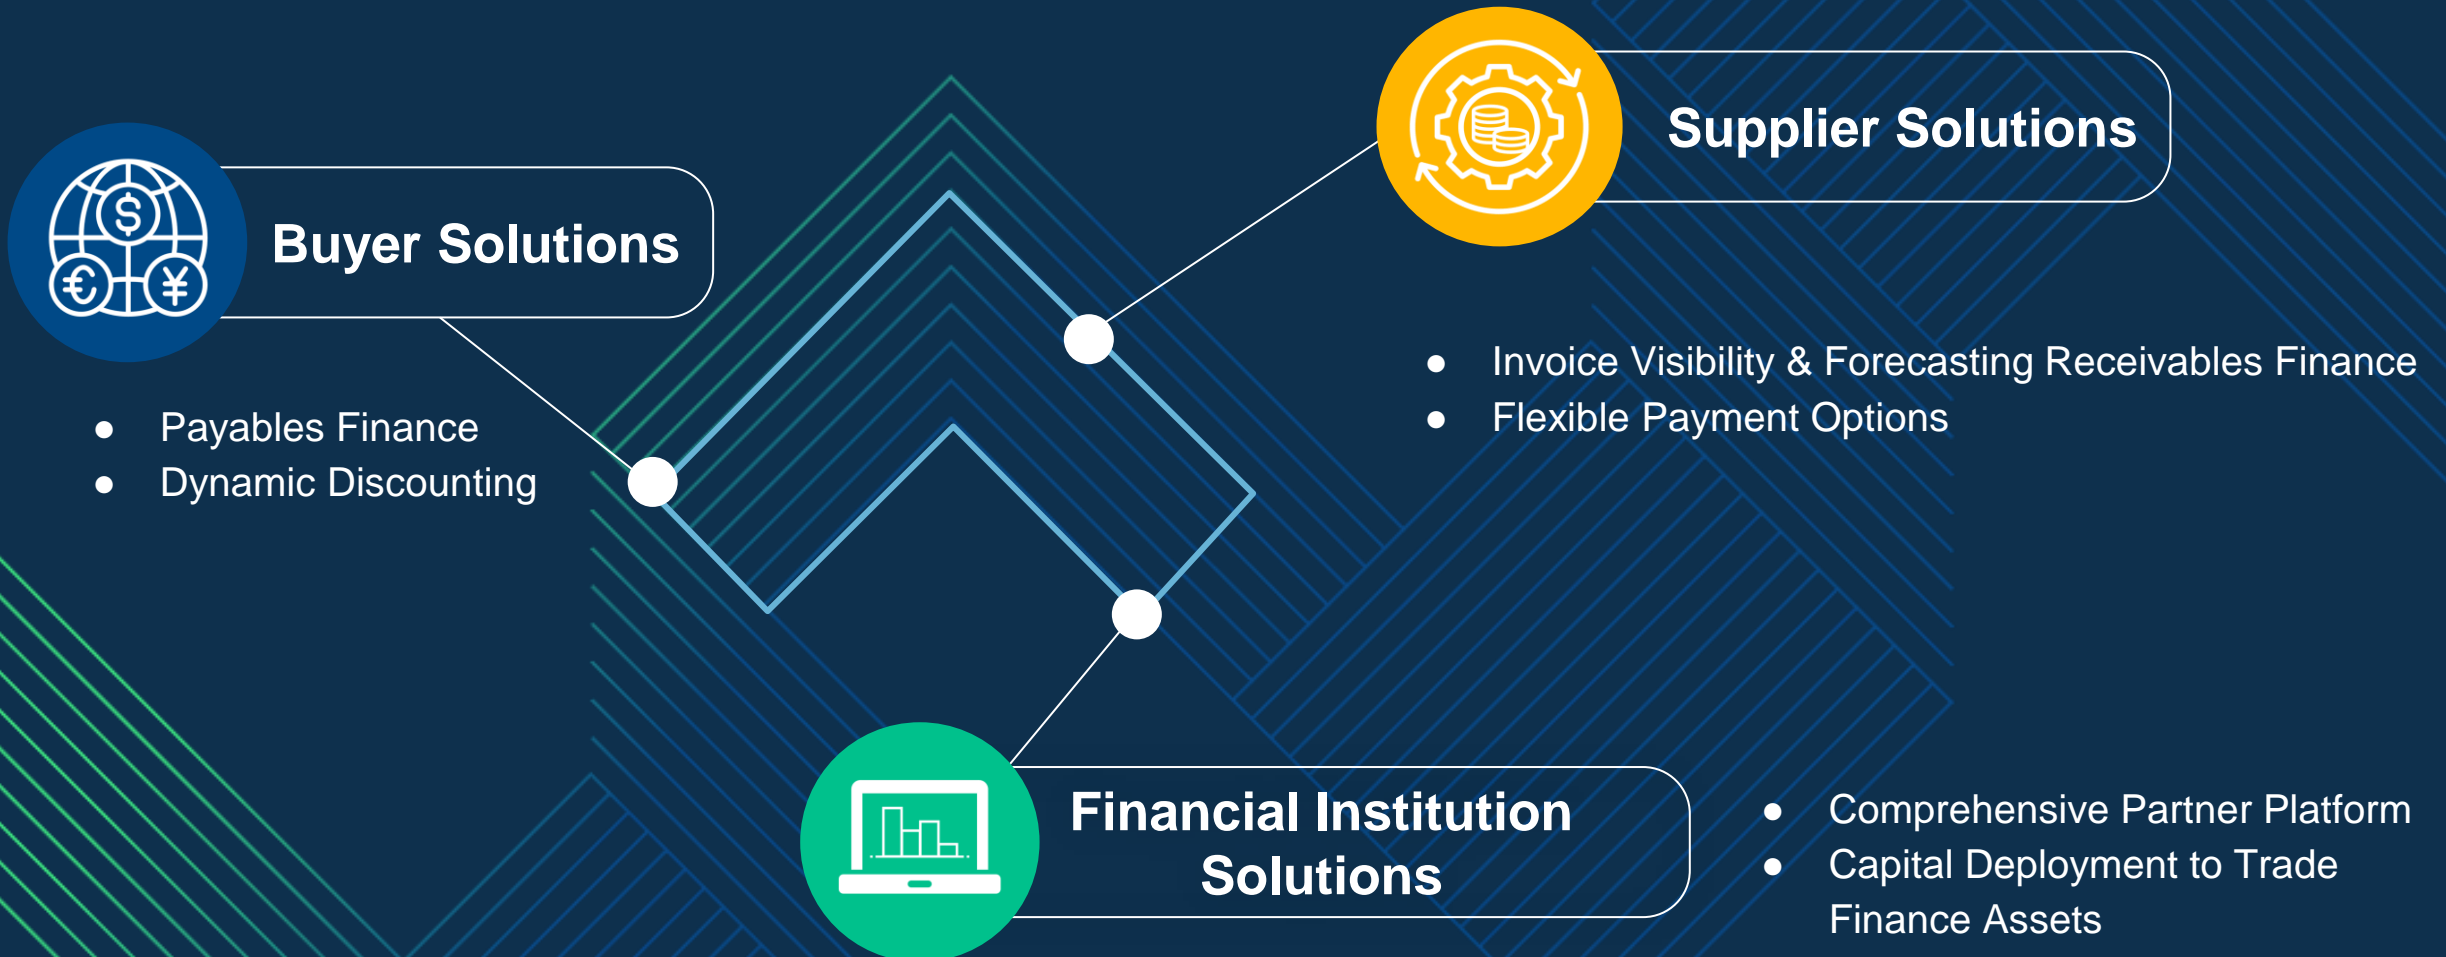 Buyer Solutions
● Payables Finance
● Dynamic Discounting
Supplier Solutions
● Invoice Visibility & Forecasting Receivables Finance
● Flexible Payment Options
Financial Institution
Solutions
● Comprehensive Partner Platform
● Capital Deployment to Trade
Finance Assets
$
€
¥